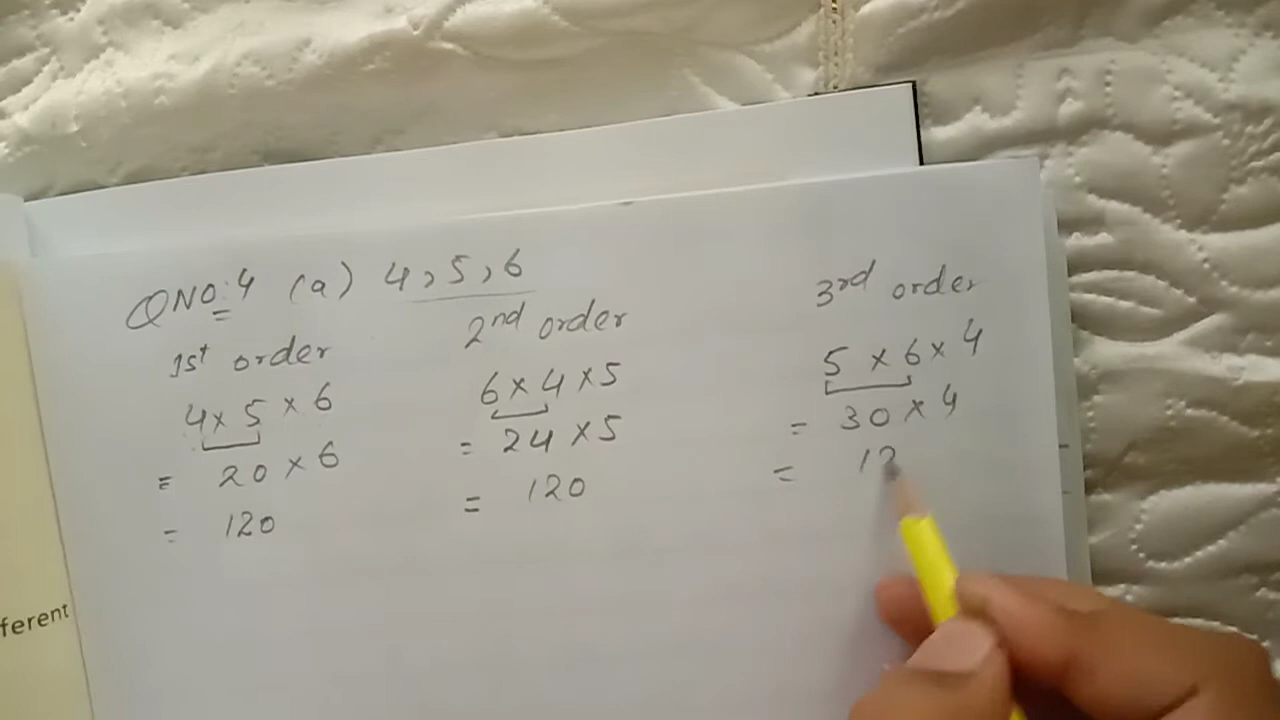 QNO:4 (a) 4,5,6
1st order
4 × 5 × 6
= 20 × 6
= 120
2nd order
6 × 4 × 5
= 24 × 5
= 120
3rd order
5 × 6 × 4
= 30 × 4
= 12
ferent